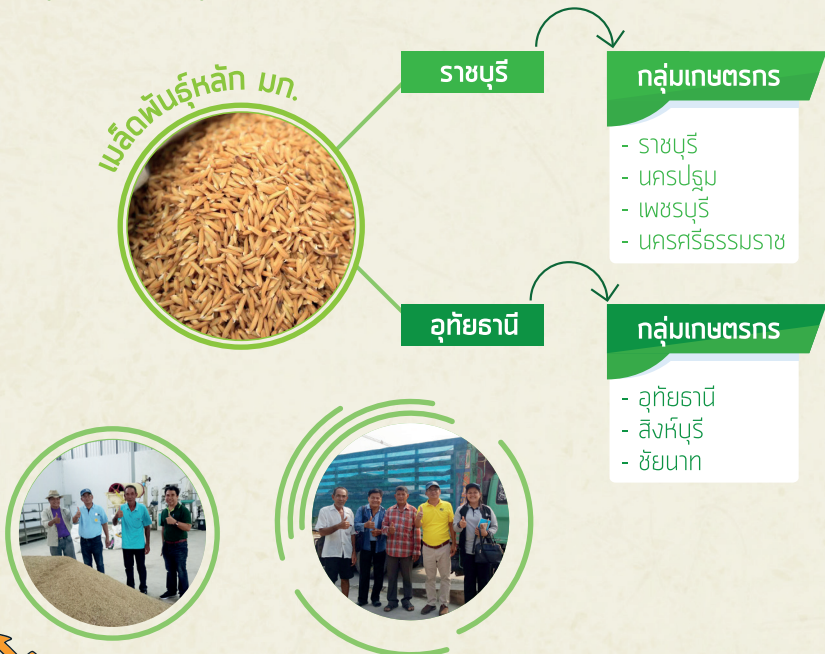 เมล็ดพันธุ์หลัก มก.
ราชบุรี
กลุ่มเกษตรกร
- ราชบุรี
- นครปฐม
- เพชรบุรี
- นครศรีธรรมราช
อุทัยธานี
กลุ่มเกษตรกร
- อุทัยธานี
- สิงห์บุรี
- ชัยนาท